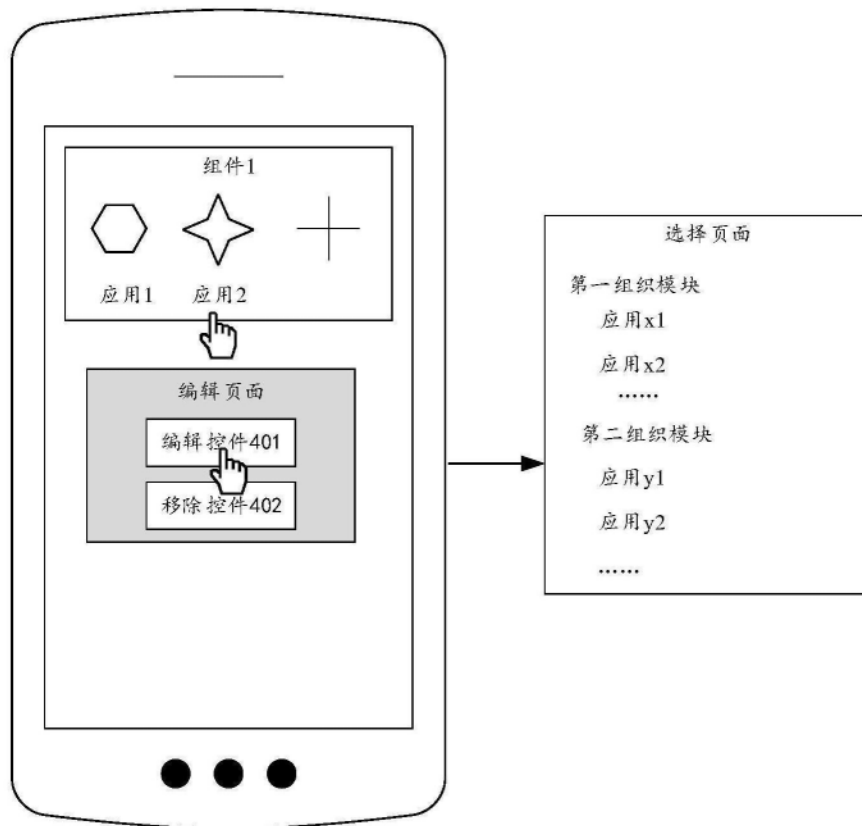 组件1
应用1
应用2
编辑页面
编辑控件401
移除控件402
选择页面
第一组织模块
应用x1
应用x2
……
第二组织模块
应用y1
应用y2
……